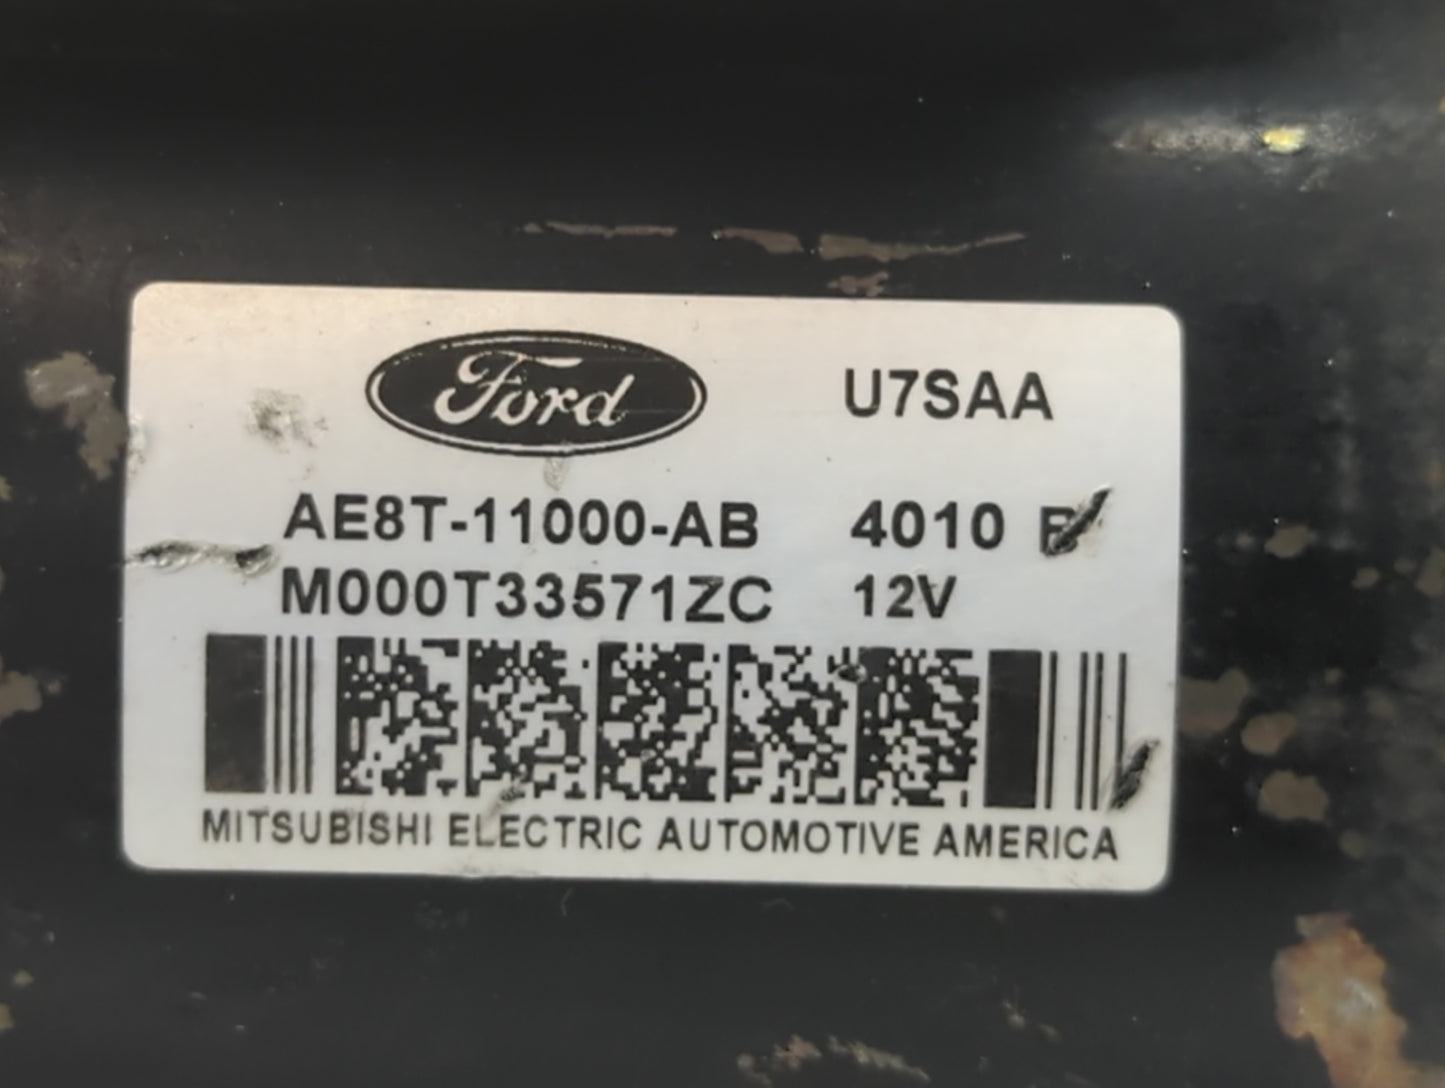 Ford U7SAA
AE8T-11000-AB 4010
M000T33571ZC 12V
MITSUBISHI ELECTRIC AUTOMOTIVE AMERICA